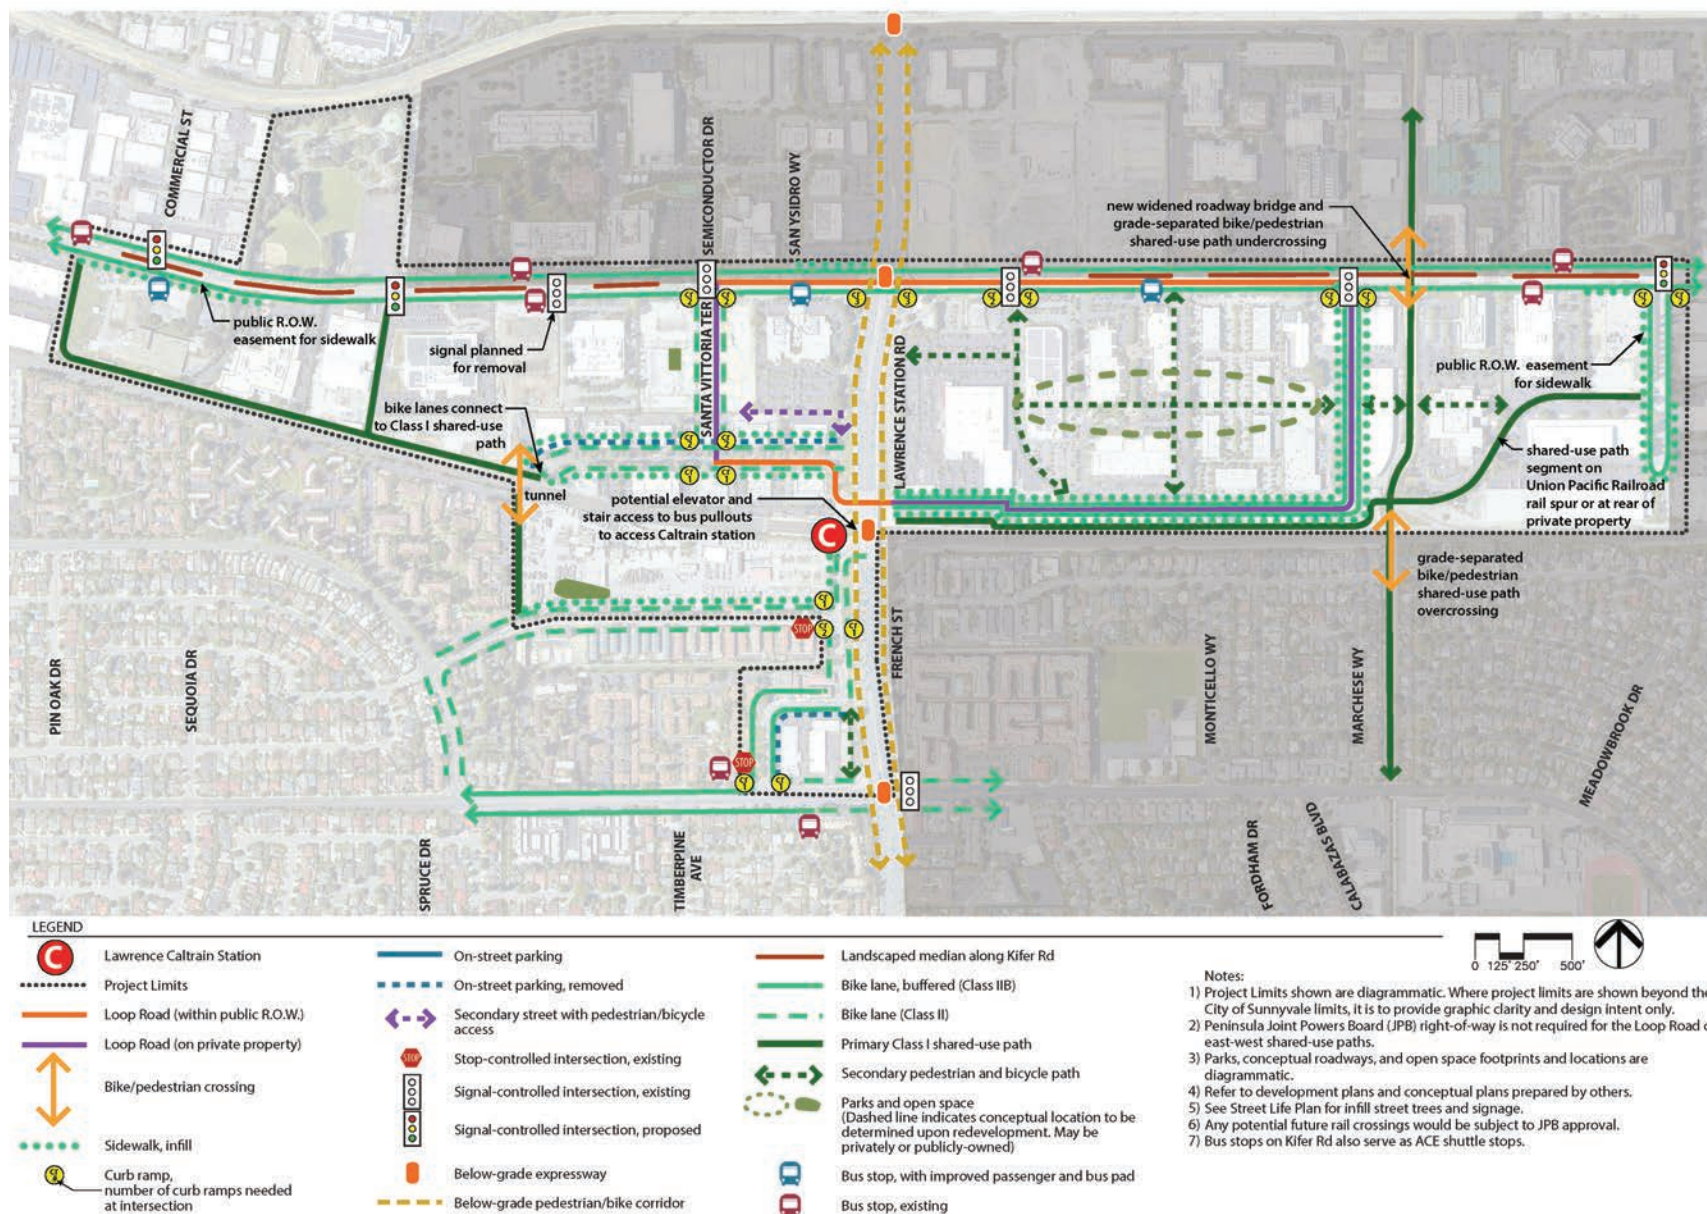 COMMERCIAL ST
SEMICONDUCTOR DR
SAN YSIDRO WY
new widened roadway bridge and
grade-separated bike/pedestrian
shared-use path undercrossing
public R.O.W.
easement for sidewalk
signal planned
for removal
SANTA VITTORIA TER
LAWRENCE STATION RD
public R.O.W. easement
for sidewalk
bike lanes connect
to Class I shared-use
path
tunnel
potential elevator and
stair access to bus pullouts
to access Caltrain station
shared-use path
segment on
Union Pacific Railroad
rail spur or at rear of
private property
C
grade-separated
bike/pedestrian
shared-use path
overcrossing
STOP
FRENCH ST
PIN OAK DR
SEQUOIA DR
MONTICELLO WY
MARCHESE WY
MEADOWBROOK DR
STOP
SPRUCE DR
TIMBERPINE
AVE
FORDHAM DR
CALABAZAS BLVD
LEGEND
C
Lawrence Caltrain Station
Project Limits
Loop Road (within public R.O.W.)
Loop Road (on private property)
Bike/pedestrian crossing
Sidewalk, infill
Curb ramp,
number of curb ramps needed
at intersection
On-street parking
On-street parking, removed
Secondary street with pedestrian/bicycle
access
STOP
Stop-controlled intersection, existing
Signal-controlled intersection, existing
Signal-controlled intersection, proposed
Below-grade expressway
Below-grade pedestrian/bike corridor
Landscaped median along Kifer Rd
Bike lane, buffered (Class IIB)
Bike lane (Class II)
Primary Class I shared-use path
Secondary pedestrian and bicycle path
Parks and open space
(Dashed line indicates conceptual location to be
determined upon redevelopment. May be
privately or publicly-owned)
Bus stop, with improved passenger and bus pad
Bus stop, existing
0 125' 250' 500'
Notes:
1) Project Limits shown are diagrammatic. Where project limits are shown beyond the
City of Sunnyvale limits, it is to provide graphic clarity and design intent only.
2) Peninsula Joint Powers Board (JPB) right-of-way is not required for the Loop Road
east-west shared-use paths.
3) Parks, conceptual roadways, and open space footprints and locations are
diagrammatic.
4) Refer to development plans and conceptual plans prepared by others.
5) See Street Life Plan for infill street trees and signage.
6) Any potential future rail crossings would be subject to JPB approval.
7) Bus stops on Kifer Rd also serve as ACE shuttle stops.